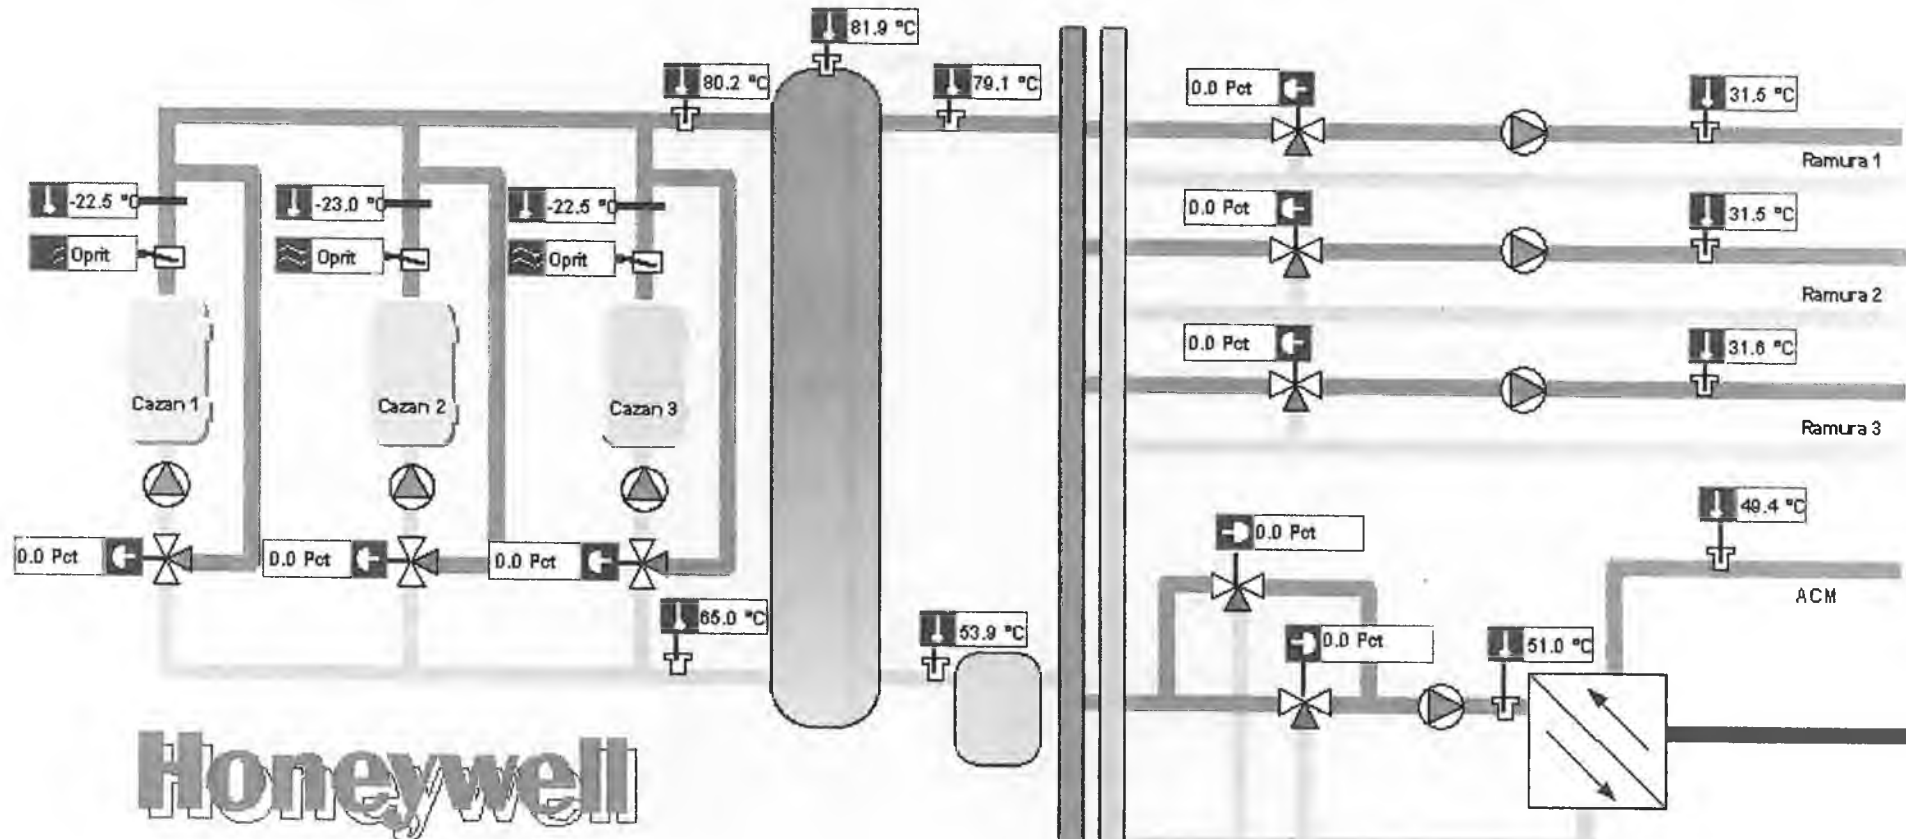 81.9 °C
80.2 °C
79.1 °C
0.0 Pct
31.5 °C
Ramura 1
-22.5 °C
-23.0 °C
-22.5 °C
0.0 Pct
31.5 °C
Oprit
Oprit
Oprit
Ramura 2
0.0 Pct
31.6 °C
Cazan 1
Cazan 2
Cazan 3
Ramura 3
49.4 °C
0.0 Pct
0.0 Pct
0.0 Pct
0.0 Pct
ACM
65.0 °C
53.9 °C
0.0 Pct
51.0 °C
Honeywell